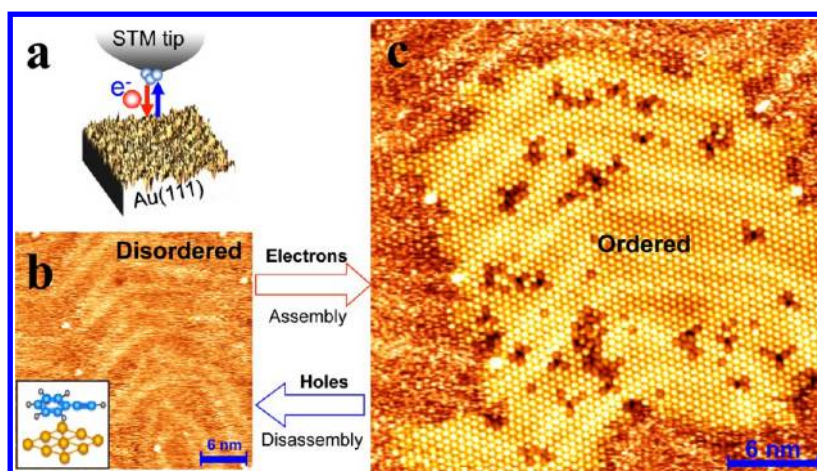 a
STM tip
e-
Au(111)
b
Disordered
6 nm
Electrons
Assembly
Holes
Disassembly
c
Ordered
6 nm